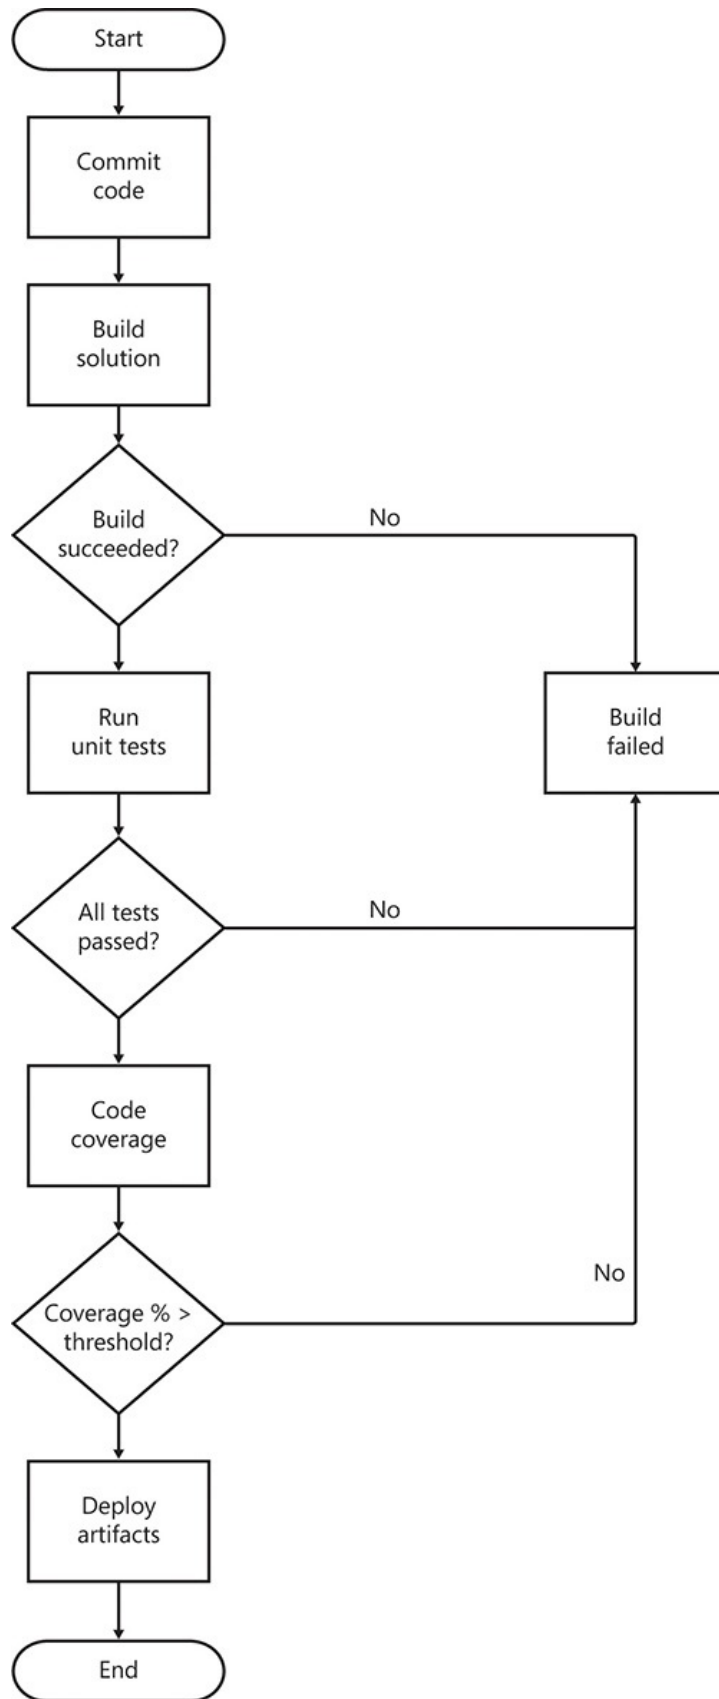 Start
Commit
code
Build
solution
Build
succeeded?
No
Run
unit tests
Build
failed
All tests
passed?
No
Code
coverage
No
Coverage % >
threshold?
Deploy
artifacts
End